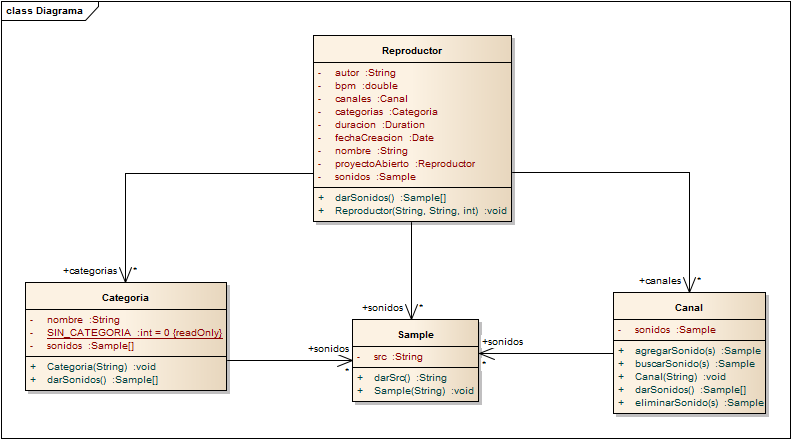 class Diagrama
Reproductor
- autor :String
- bpm :double
- canales :Canal
- categorias :Categoria
- duracion :Duration
- fechaCreacion :Date
- nombre :String
- proyectoAbierto :Reproductor
- sonidos :Sample
+ darSonidos() :Sample[]
+ Reproductor(String, String, int) :void
+categorias
*
+sonidos
*
+canales
*
Categoria
- nombre :String
- SIN_CATEGORIA :int = 0 {readOnly}
- sonidos :Sample[]
+ Categoria(String) :void
+ darSonidos() :Sample[]
+sonidos
*
Sample
- src :String
+ darSrc() :String
+ Sample(String) :void
+sonidos
*
Canal
- sonidos :Sample
+ agregarSonido(s) :Sample
+ buscarSonido(s) :Sample
+ Canal(String) :void
+ darSonidos() :Sample[]
+ eliminarSonido(s) :Sample